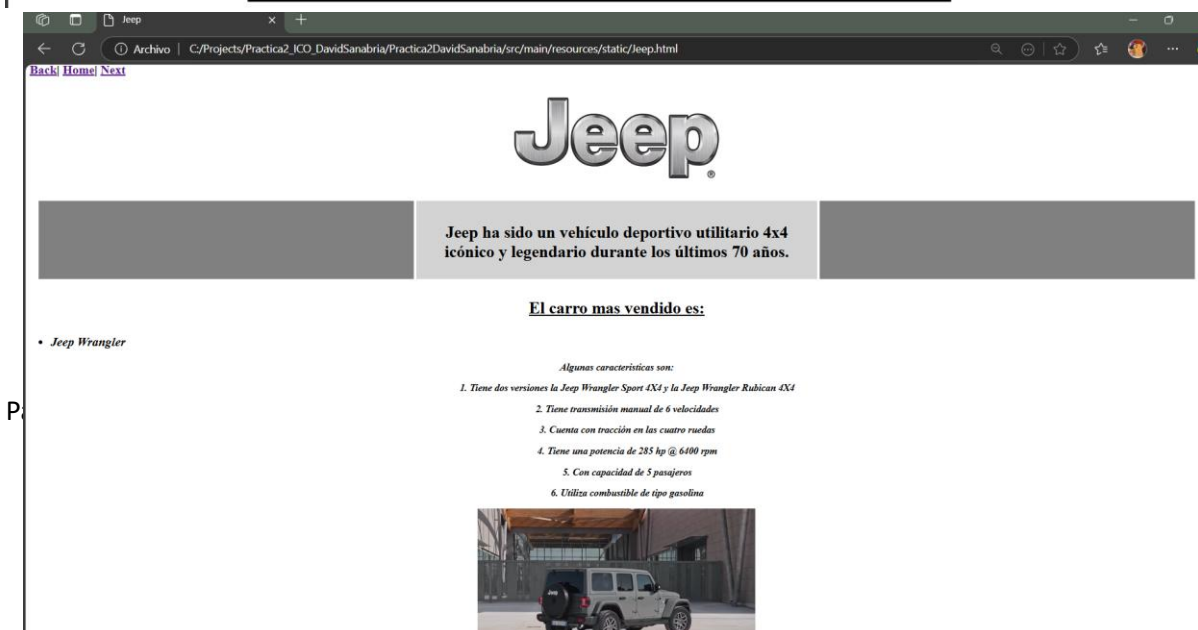 Jeep
Archivo | C:/Projects/Practica2_ICO_DavidSanabria/Practica2DavidSanabria/src/main/resources/static/Jeep.html
Back| Home| Next
Jeep®
Jeep ha sido un vehículo deportivo utilitario 4x4
icónico y legendario durante los últimos 70 años.
El carro mas vendido es:
• Jeep Wrangler
Algunas caracteristicas son:
1. Tiene dos versiones la Jeep Wrangler Sport 4X4 y la Jeep Wrangler Rubican 4X4
2. Tiene transmisión manual de 6 velocidades
3. Cuenta con tracción en las cuatro ruedas
4. Tiene una potencia de 285 hp @ 6400 rpm
5. Con capacidad de 5 pasajeros
6. Utiliza combustible de tipo gasolina
Jeep